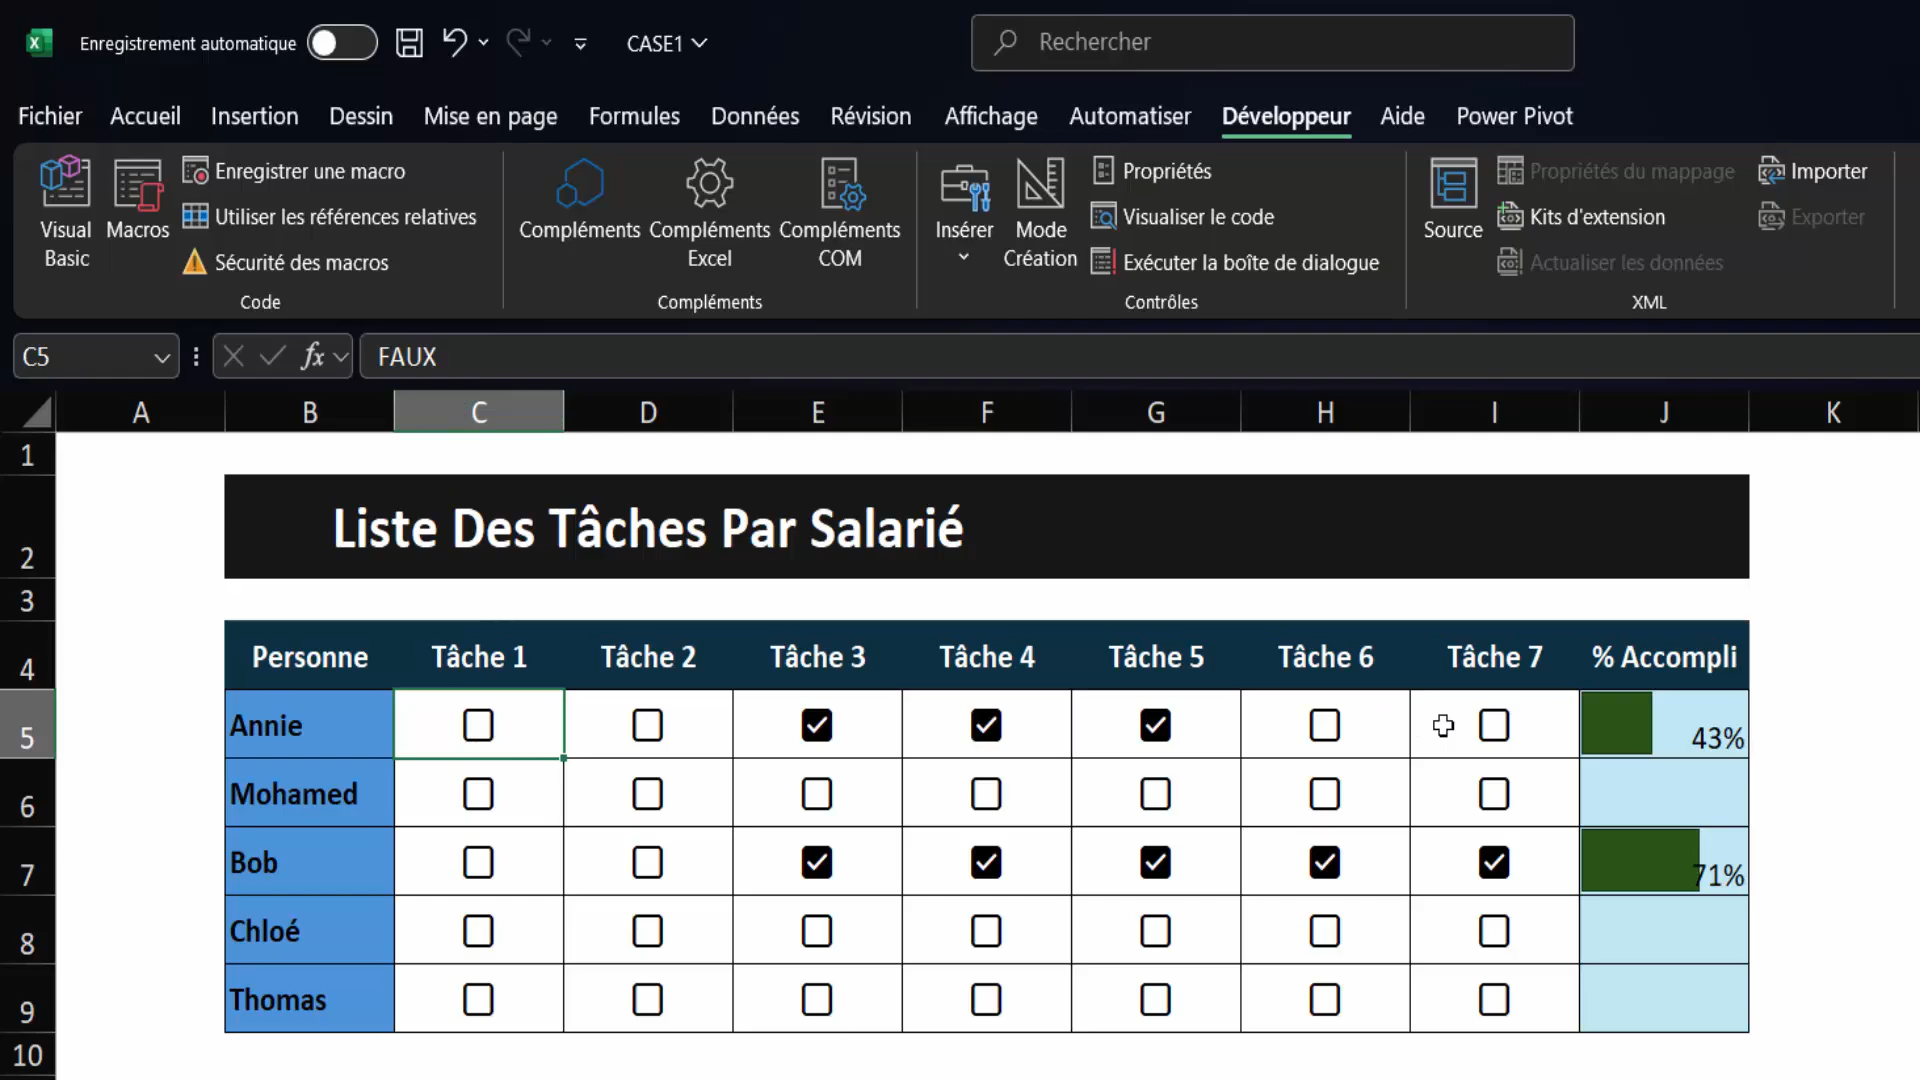 Enregistrement automatique
CASE1
Rechercher
Fichier Accueil Insertion Dessin Mise en page Formules Données Révision Affichage Automatiser Développeur Aide Power Pivot
Visual Basic
Macros
Enregistrer une macro
Utiliser les références relatives
Sécurité des macros
Code
Compléments
Compléments Excel
Compléments COM
Compléments
Insérer
Mode Création
Propriétés
Visualiser le code
Exécuter la boîte de dialogue
Contrôles
Source
Propriétés du mappage
Kits d'extension
Actualiser les données
Importer
Exporter
XML
C5 fx FAUX
A B C D E F G H I J K
1
2 Liste Des Tâches Par Salarié
3
4 Personne Tâche 1 Tâche 2 Tâche 3 Tâche 4 Tâche 5 Tâche 6 Tâche 7 % Accompli
5 Annie 43%
6 Mohamed
7 Bob 71%
8 Chloé
9 Thomas
10